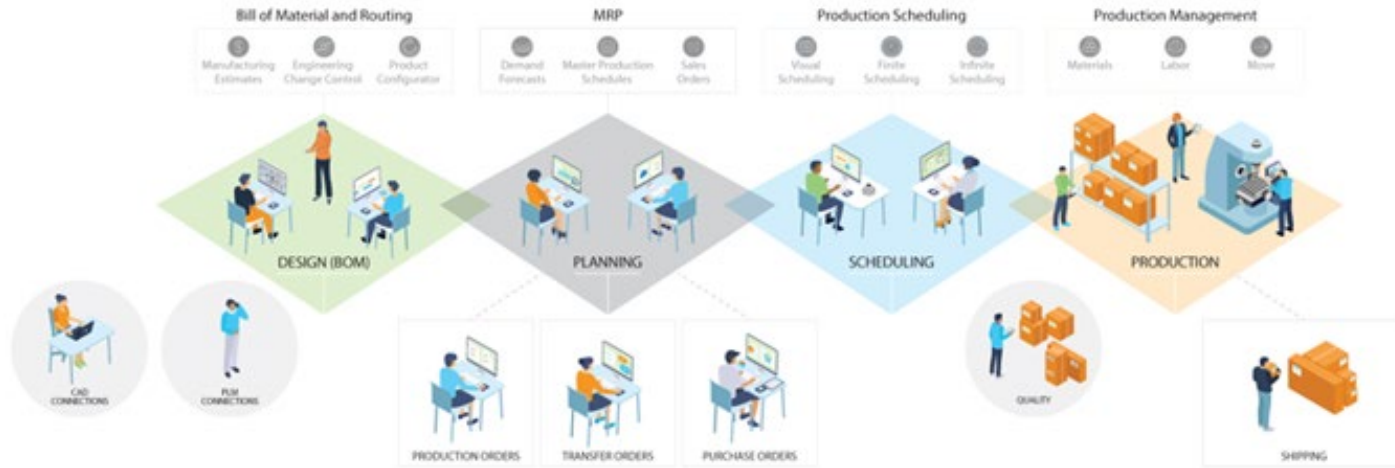 Bill of Material and Routing
MRP
Production Scheduling
Production Management
Manufacturing
Estimates
Engineering
Change Control
Product
Configurator
Demand
Forecasts
Master Production
Schedules
Sales
Orders
Visual
Scheduling
Finite
Scheduling
Infinite
Scheduling
Materials
Labor
Move
DESIGN (BOM)
PLANNING
SCHEDULING
PRODUCTION
CAD
CONNECTIONS
PLM
CONNECTIONS
QUALITY
PRODUCTION ORDERS
TRANSFER ORDERS
PURCHASE ORDERS
SHIPPING